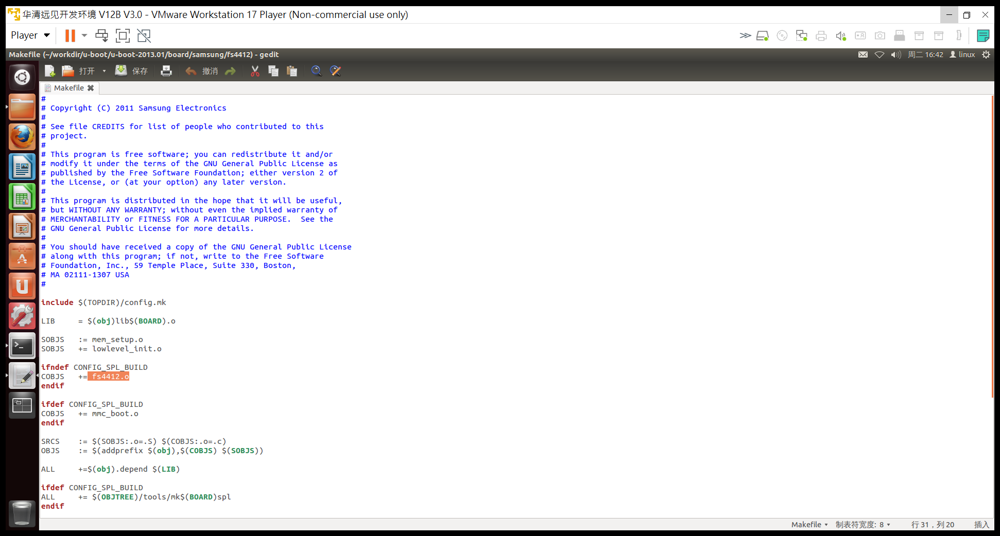 华清远见开发环境 V12B V3.0 - VMware Workstation 17 Player (Non-commercial use only)
Player
Makefile (~/workdir/u-boot/u-boot-2013.01/board/samsung/fs4412) - gedit
周二 16:42 linux
打开 保存 撤消
Makefile
#
# Copyright (C) 2011 Samsung Electronics
#
# See file CREDITS for list of people who contributed to this
# project.
#
# This program is free software; you can redistribute it and/or
# modify it under the terms of the GNU General Public License as
# published by the Free Software Foundation; either version 2 of
# the License, or (at your option) any later version.
#
# This program is distributed in the hope that it will be useful,
# but WITHOUT ANY WARRANTY; without even the implied warranty of
# MERCHANTABILITY or FITNESS FOR A PARTICULAR PURPOSE.  See the
# GNU General Public License for more details.
#
# You should have received a copy of the GNU General Public License
# along with this program; if not, write to the Free Software
# Foundation, Inc., 59 Temple Place, Suite 330, Boston,
# MA 02111-1307 USA
#
include $(TOPDIR)/config.mk
LIB     = $(obj)lib$(BOARD).o
SOBJS   := mem_setup.o
SOBJS   += lowlevel_init.o
ifndef CONFIG_SPL_BUILD
COBJS   += fs4412.o
endif
ifdef CONFIG_SPL_BUILD
COBJS   += mmc_boot.o
endif
SRCS    := $(SOBJS:.o=.S) $(COBJS:.o=.c)
OBJS    := $(addprefix $(obj),$(COBJS) $(SOBJS))
ALL     +=$(obj).depend $(LIB)
ifdef CONFIG_SPL_BUILD
ALL     += $(OBJTREE)/tools/mk$(BOARD)spl
endif
Makefile 制表符宽度: 8 行 31，列 20 插入